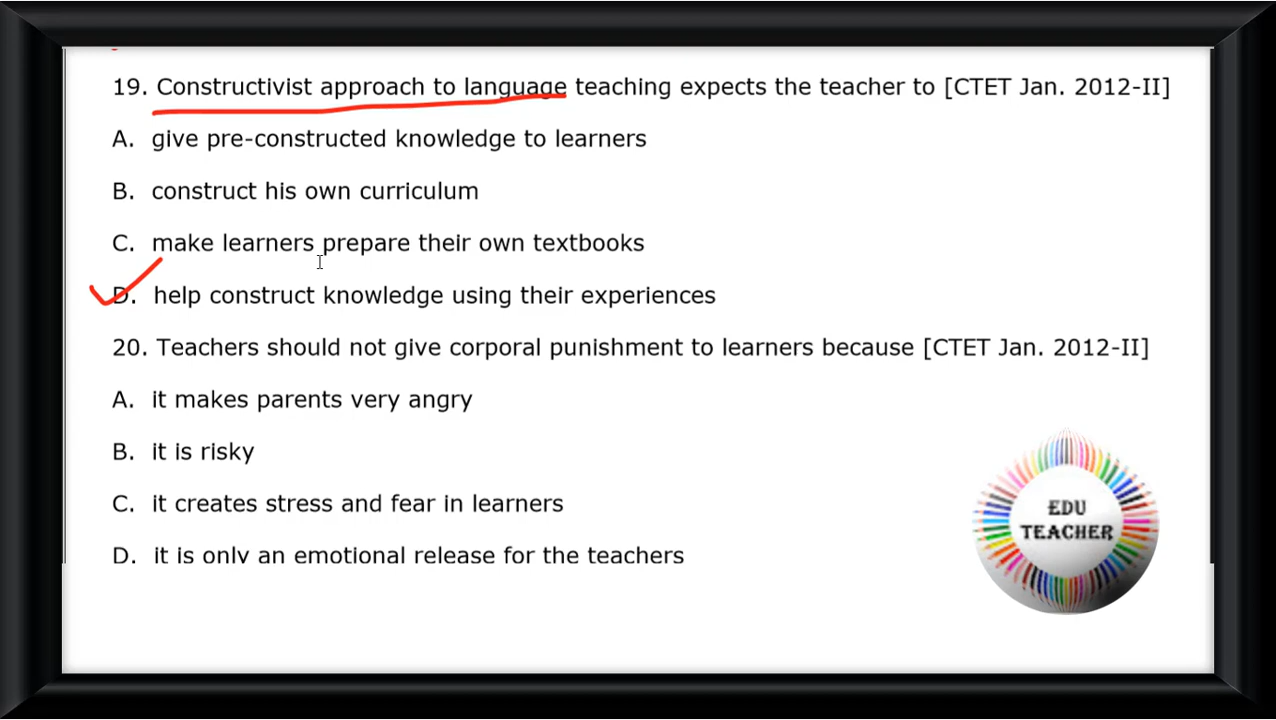 19. Constructivist approach to language teaching expects the teacher to [CTET Jan. 2012-II]
A. give pre-constructed knowledge to learners
B. construct his own curriculum
C. make learners prepare their own textbooks
D. help construct knowledge using their experiences
20. Teachers should not give corporal punishment to learners because [CTET Jan. 2012-II]
A. it makes parents very angry
B. it is risky
C. it creates stress and fear in learners
D. it is only an emotional release for the teachers
EDU
TEACHER